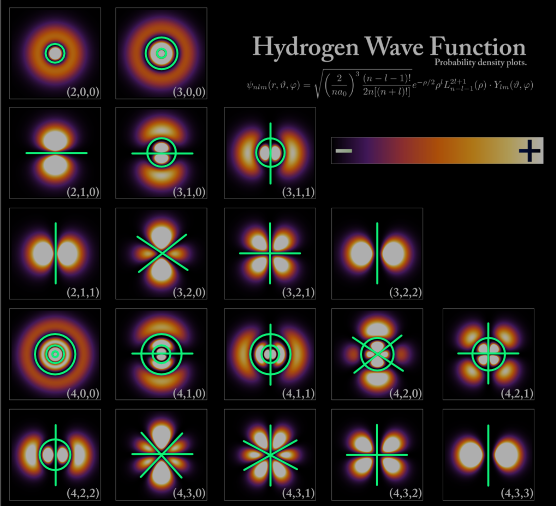 Hydrogen Wave Function
Probability density plots.
ψnlm(r, ϑ, φ) = √((2/na0)^3 (n − l − 1)!/2n[(n + l)!]) e^−ρ/2 ρ^l L^2l+1_n−l−1(ρ) · Ylm(ϑ, φ)
(2,0,0) (3,0,0)
− +
(2,1,0) (3,1,0) (3,1,1)
(2,1,1) (3,2,0) (3,2,1) (3,2,2)
(4,0,0) (4,1,0) (4,1,1) (4,2,0) (4,2,1)
(4,2,2) (4,3,0) (4,3,1) (4,3,2) (4,3,3)